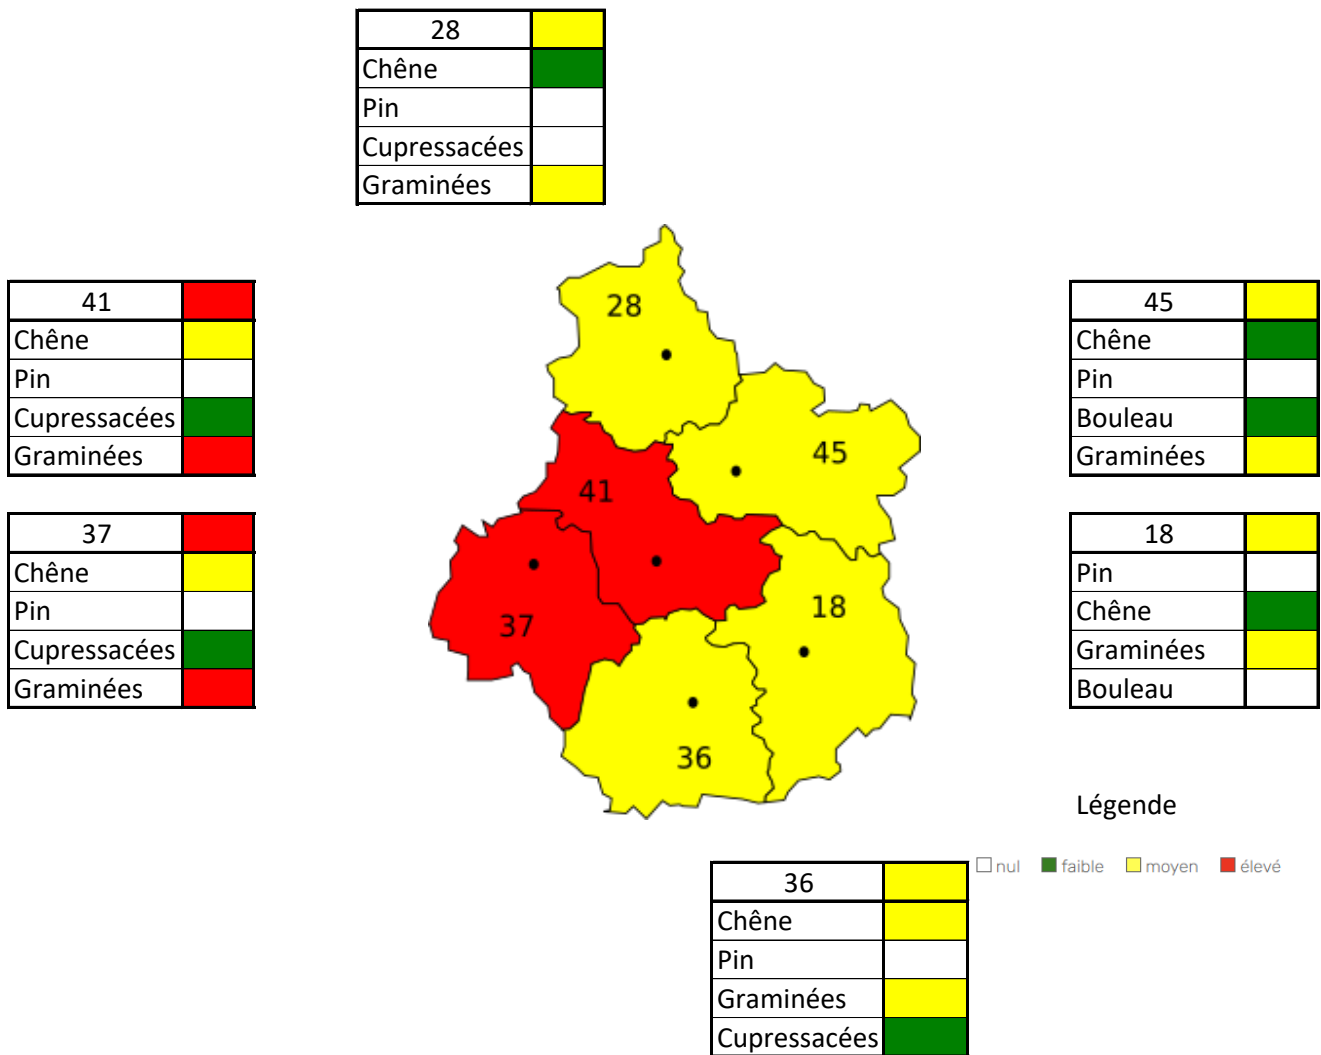 28
Chêne
Pin
Cupressacées
Graminées
41
Chêne
Pin
Cupressacées
Graminées
37
Chêne
Pin
Cupressacées
Graminées
28
45
41
18
37
36
45
Chêne
Pin
Bouleau
Graminées
18
Pin
Chêne
Graminées
Bouleau
Légende
nul faible moyen élevé
36
Chêne
Pin
Graminées
Cupressacées